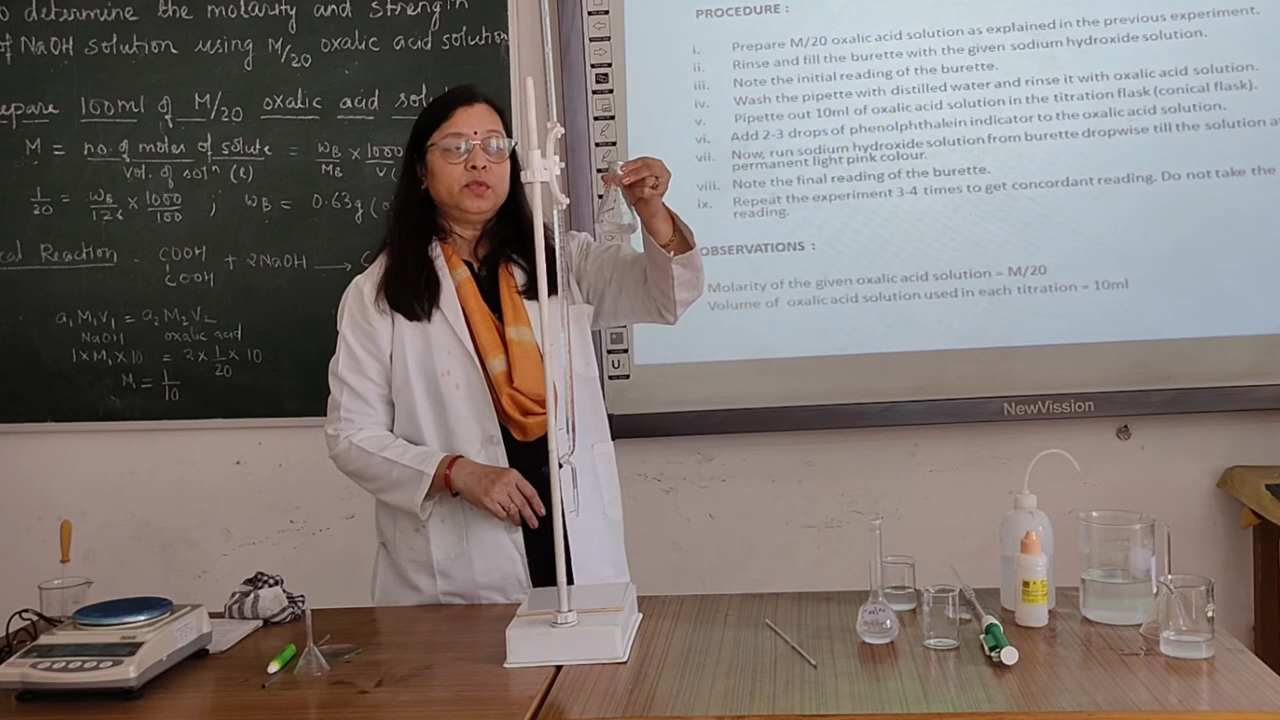 o determine the molarity and strength
of NaOH solution using M/20 oxalic acid solution
epare 100ml of M/20 oxalic acid sol
M = no. of moles of solute / Vol. of solⁿ (l) = WB/MB × 1000/V(
1/20 = WB/126 × 1000/100 ; WB = 0.63g (
cal Reaction - COOH
COOH + 2NaOH → C
a₁M₁V₁ = a₂M₂V₂
NaOH oxalic acid
1×M₁×10 = 2×1/20×10
M₁ = 1/10
PROCEDURE :
i. Prepare M/20 oxalic acid solution as explained in the previous experiment.
ii. Rinse and fill the burette with the given sodium hydroxide solution.
iii. Note the initial reading of the burette.
iv. Wash the pipette with distilled water and rinse it with oxalic acid solution.
v. Pipette out 10ml of oxalic acid solution in the titration flask (conical flask).
vi. Add 2-3 drops of phenolphthalein indicator to the oxalic acid solution.
vii. Now, run sodium hydroxide solution from burette dropwise till the solution a
permanent light pink colour.
viii. Note the final reading of the burette.
ix. Repeat the experiment 3-4 times to get concordant reading. Do not take the
reading.
OBSERVATIONS :
Molarity of the given oxalic acid solution = M/20
Volume of oxalic acid solution used in each titration = 10ml
U
NewVission